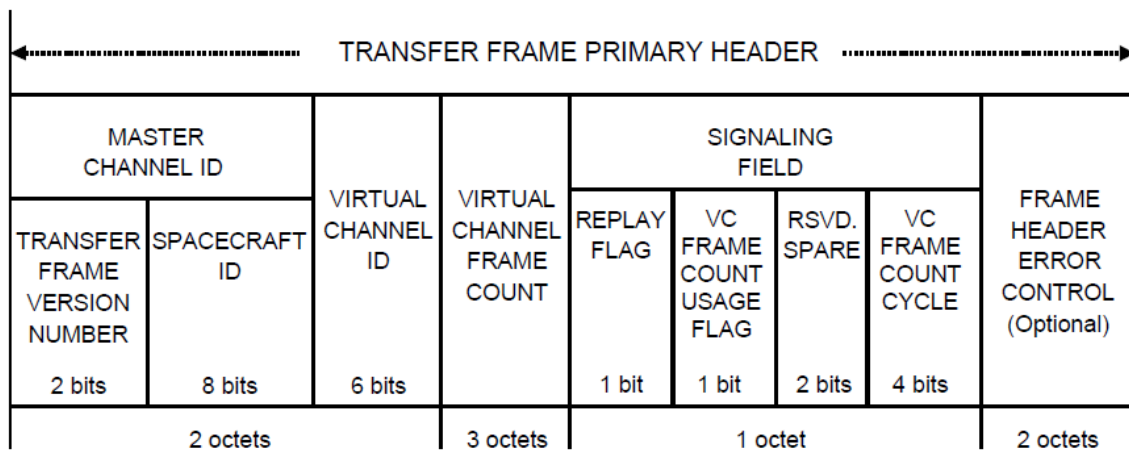 TRANSFER FRAME PRIMARY HEADER
MASTER
CHANNEL ID
TRANSFER
FRAME
VERSION
NUMBER
2 bits
SPACECRAFT
ID
8 bits
VIRTUAL
CHANNEL
ID
6 bits
VIRTUAL
CHANNEL
FRAME
COUNT
SIGNALING
FIELD
REPLAY
FLAG
1 bit
VC
FRAME
COUNT
USAGE
FLAG
1 bit
RSVD.
SPARE
2 bits
VC
FRAME
COUNT
CYCLE
4 bits
FRAME
HEADER
ERROR
CONTROL
(Optional)
2 octets
3 octets
1 octet
2 octets